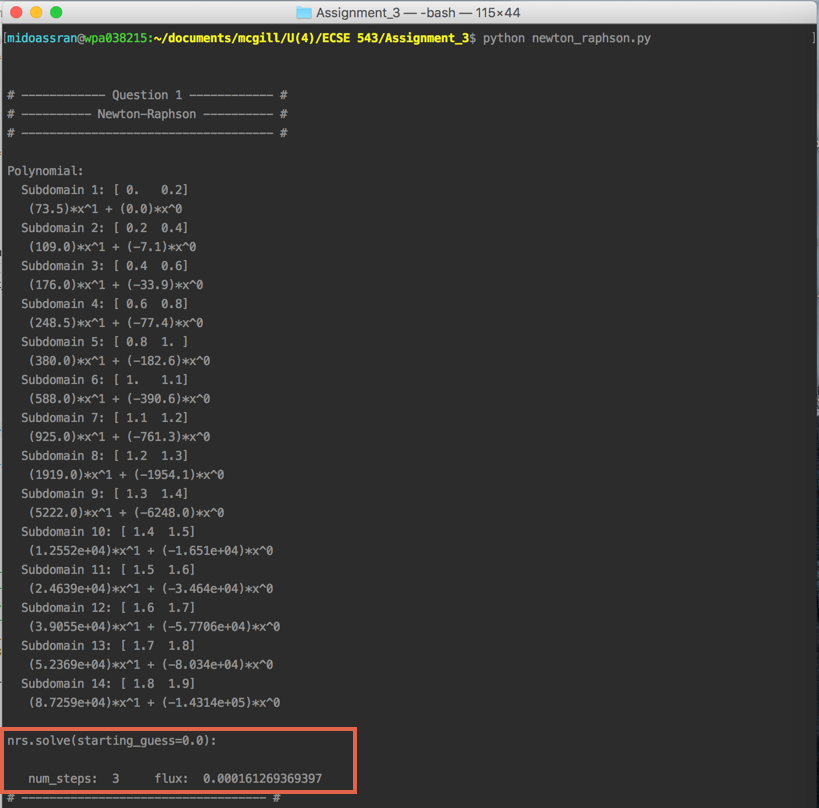 Assignment_3 — -bash — 115×44
[midoassran@wpa038215:~/documents/mcgill/U(4)/ECSE 543/Assignment_3$ python newton_raphson.py ]
# ------------ Question 1 ------------ #
# ---------- Newton-Raphson ---------- #
# ------------------------------------ #
Polynomial:
Subdomain 1: [ 0.   0.2]
(73.5)*x^1 + (0.0)*x^0
Subdomain 2: [ 0.2  0.4]
(109.0)*x^1 + (-7.1)*x^0
Subdomain 3: [ 0.4  0.6]
(176.0)*x^1 + (-33.9)*x^0
Subdomain 4: [ 0.6  0.8]
(248.5)*x^1 + (-77.4)*x^0
Subdomain 5: [ 0.8  1. ]
(380.0)*x^1 + (-182.6)*x^0
Subdomain 6: [ 1.   1.1]
(588.0)*x^1 + (-390.6)*x^0
Subdomain 7: [ 1.1  1.2]
(925.0)*x^1 + (-761.3)*x^0
Subdomain 8: [ 1.2  1.3]
(1919.0)*x^1 + (-1954.1)*x^0
Subdomain 9: [ 1.3  1.4]
(5222.0)*x^1 + (-6248.0)*x^0
Subdomain 10: [ 1.4  1.5]
(1.2552e+04)*x^1 + (-1.651e+04)*x^0
Subdomain 11: [ 1.5  1.6]
(2.4639e+04)*x^1 + (-3.464e+04)*x^0
Subdomain 12: [ 1.6  1.7]
(3.9055e+04)*x^1 + (-5.7706e+04)*x^0
Subdomain 13: [ 1.7  1.8]
(5.2369e+04)*x^1 + (-8.034e+04)*x^0
Subdomain 14: [ 1.8  1.9]
(8.7259e+04)*x^1 + (-1.4314e+05)*x^0
nrs.solve(starting_guess=0.0):
num_steps:  3     flux:  0.000161269369397
# ----------------------------------- #